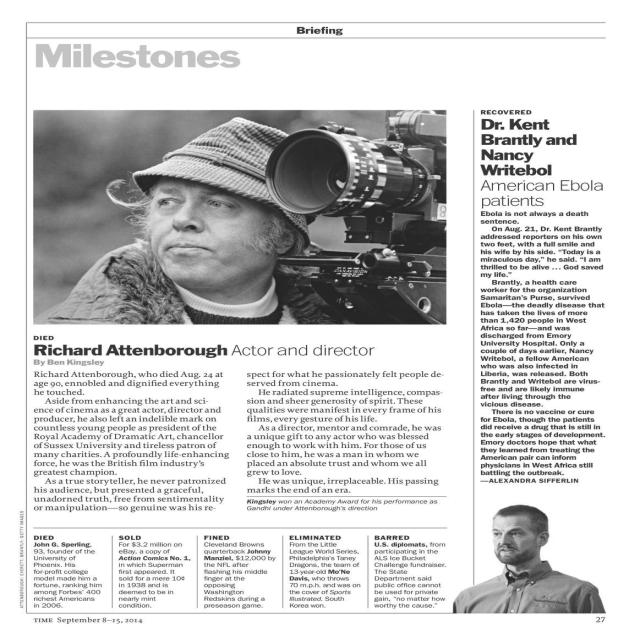 Briefing
Milestones
DIED
Richard Attenborough Actor and director
By Ben Kingsley
Richard Attenborough, who died Aug. 24 at
age 90, ennobled and dignified everything
he touched.
Aside from enhancing the art and sci-
ence of cinema as a great actor, director and
producer, he also left an indelible mark on
countless young people as president of the
Royal Academy of Dramatic Art, chancellor
of Sussex University and tireless patron of
many charities. A profoundly life-enhancing
force, he was the British film industry's
greatest champion.
As a true storyteller, he never patronized
his audience, but presented a graceful,
unadorned truth, free from sentimentality
or manipulation—so genuine was his re-
spect for what he passionately felt people de-
served from cinema.
He radiated supreme intelligence, compas-
sion and sheer generosity of spirit. These
qualities were manifest in every frame of his
films, every gesture of his life.
As a director, mentor and comrade, he was
a unique gift to any actor who was blessed
enough to work with him. For those of us
close to him, he was a man in whom we
placed an absolute trust and whom we all
grew to love.
He was unique, irreplaceable. His passing
marks the end of an era.
Kingsley won an Academy Award for his performance as
Gandhi under Attenborough's direction
RECOVERED
Dr. Kent
Brantly and
Nancy
Writebol
American Ebola
patients
Ebola is not always a death
sentence.
On Aug. 21, Dr. Kent Brantly
addressed reporters on his own
two feet, with a full smile and
his wife by his side. "Today is a
miraculous day," he said. "I am
thrilled to be alive ... God saved
my life."
Brantly, a health care
worker for the organization
Samaritan's Purse, survived
Ebola—the deadly disease that
has taken the lives of more
than 1,420 people in West
Africa so far—and was
discharged from Emory
University Hospital. Only a
couple of days earlier, Nancy
Writebol, a fellow American
who was also infected in
Liberia, was released. Both
Brantly and Writebol are virus-
free and are likely immune
after living through the
vicious disease.
There is no vaccine or cure
for Ebola, though the patients
did receive a drug that is still in
the early stages of development.
Emory doctors hope that what
they learned from treating the
American pair can inform
physicians in West Africa still
battling the outbreak.
—ALEXANDRA SIFFERLIN
DIED
John G. Sperling,
93, founder of the
University of
Phoenix. His
for-profit college
model made him a
fortune, ranking him
among Forbes' 400
richest Americans
in 2006.
SOLD
For $3.2 million on
eBay, a copy of
Action Comics No. 1,
in which Superman
first appeared. It
sold for a mere 10¢
in 1938 and is
deemed to be in
nearly mint
condition.
FINED
Cleveland Browns
quarterback Johnny
Manziel, $12,000 by
the NFL after
flashing his middle
finger at the
opposing
Washington
Redskins during a
preseason game.
ELIMINATED
From the Little
League World Series,
Philadelphia's Taney
Dragons, the team of
13-year-old Mo'Ne
Davis, who throws
70 m.p.h. and was on
the cover of Sports
Illustrated. South
Korea won.
BARRED
U.S. diplomats, from
participating in the
ALS Ice Bucket
Challenge fundraiser.
The State
Department said
public office cannot
be used for private
gain, "no matter how
worthy the cause."
TIME September 8–15, 2014
27